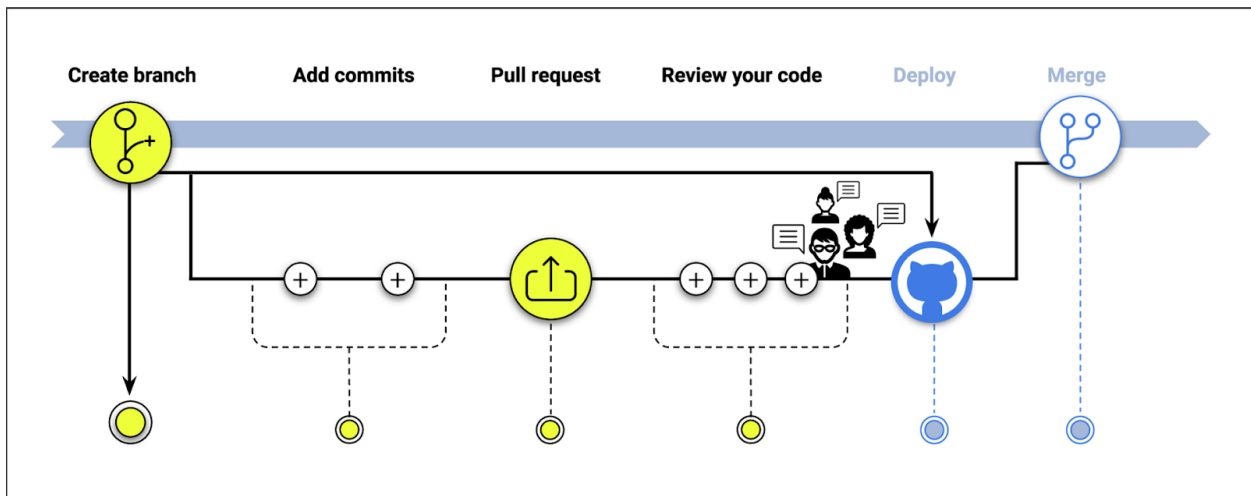 Create branch
Add commits
Pull request
Review your code
Deploy
Merge